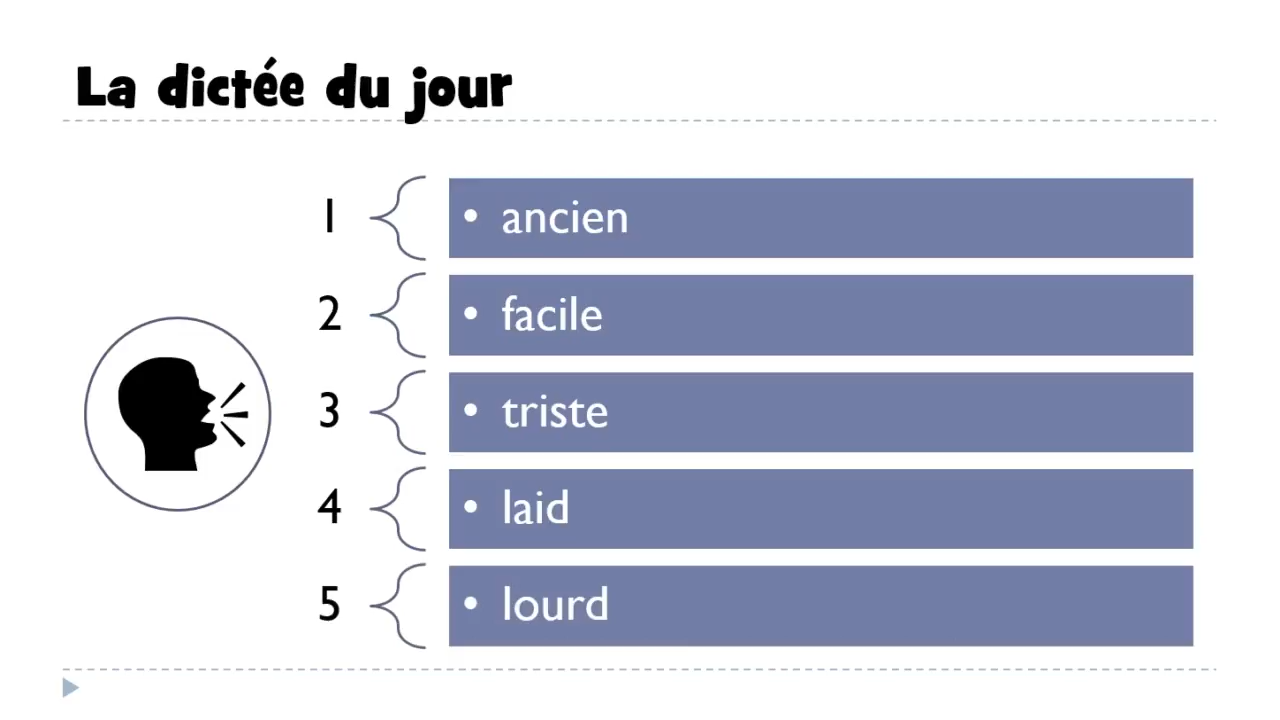 La dictée du jour
1 • ancien
2 • facile
3 • triste
4 • laid
5 • lourd